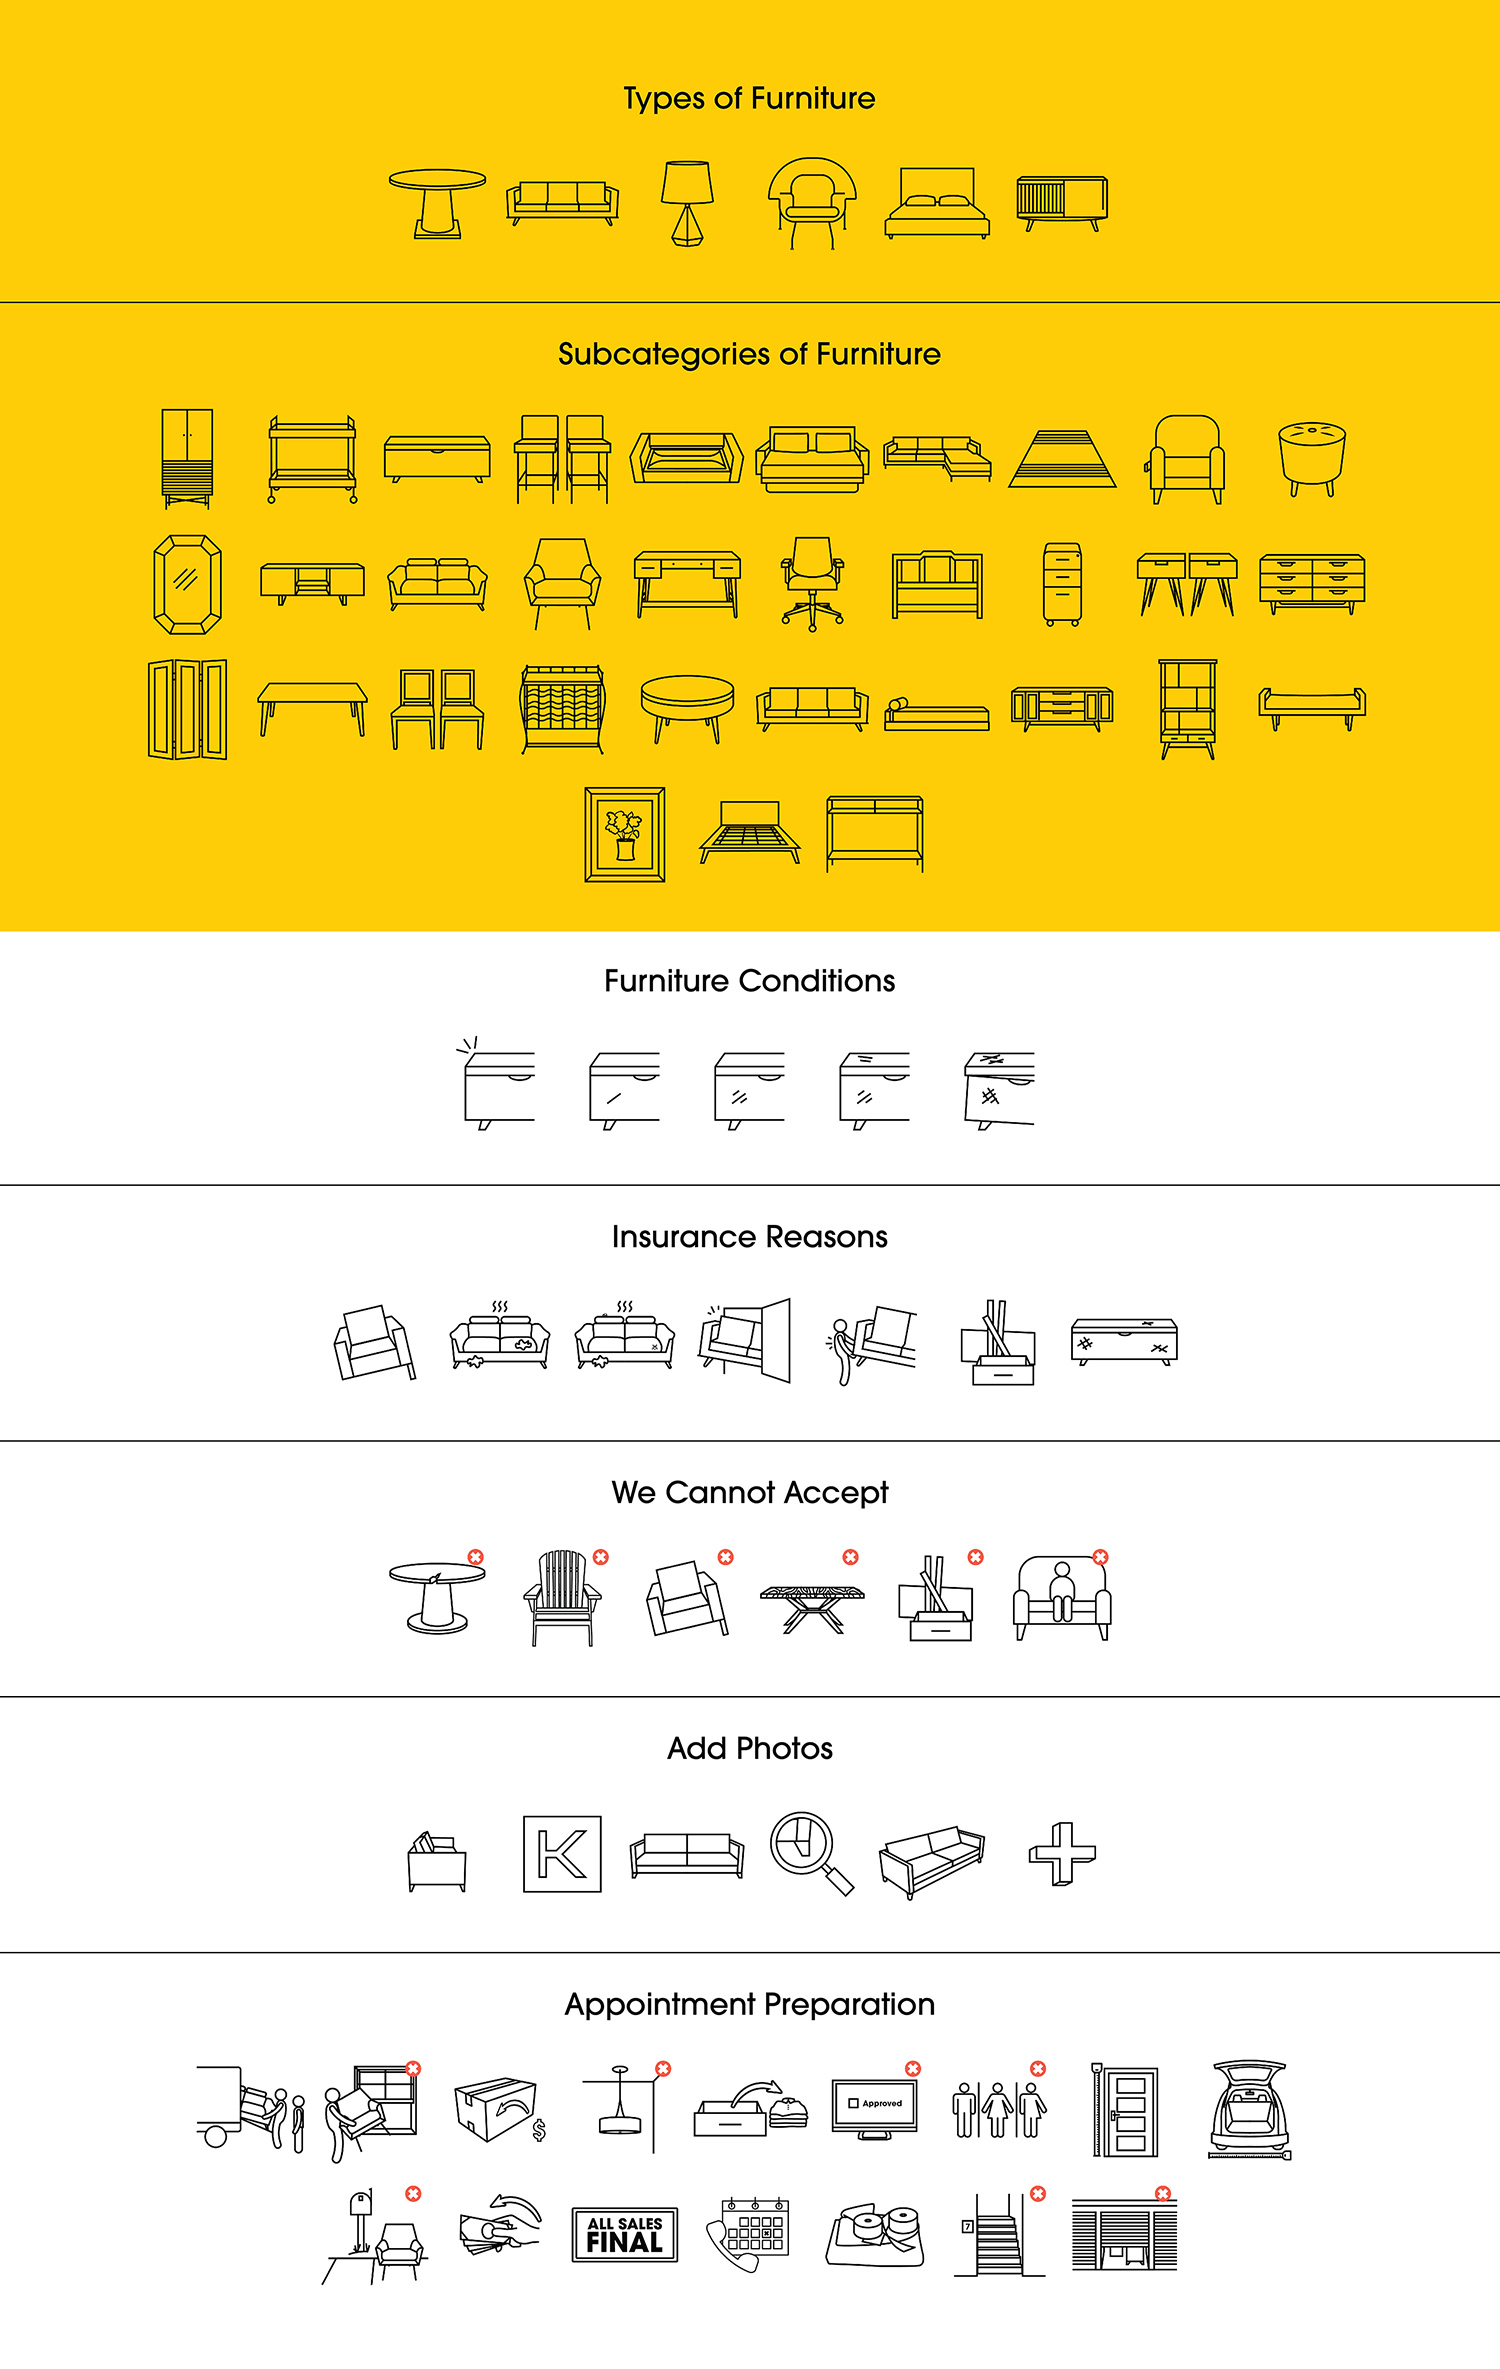 Types of Furniture
Subcategories of Furniture
Furniture Conditions
Insurance Reasons
We Cannot Accept
Add Photos
K
Appointment Preparation
$
Approved
ALL SALES
FINAL
7